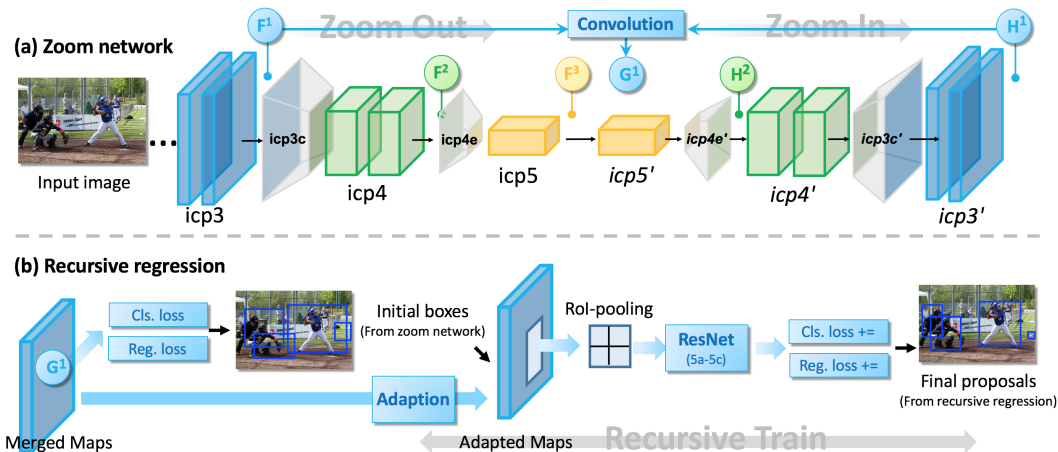 (a) Zoom network
F¹
Zoom Out
Convolution
Zoom In
H¹
F²
F³
G¹
H²
Input image
icp3
icp3c
icp4
icp4e
icp5
icp5'
icp4e'
icp4'
icp3c'
icp3'
(b) Recursive regression
G¹
Cls. loss
Reg. loss
Merged Maps
Adaption
Initial boxes
(From zoom network)
Adapted Maps
RoI-pooling
ResNet
(5a-5c)
Cls. loss +=
Reg. loss +=
Final proposals
(From recursive regression)
Recursive Train